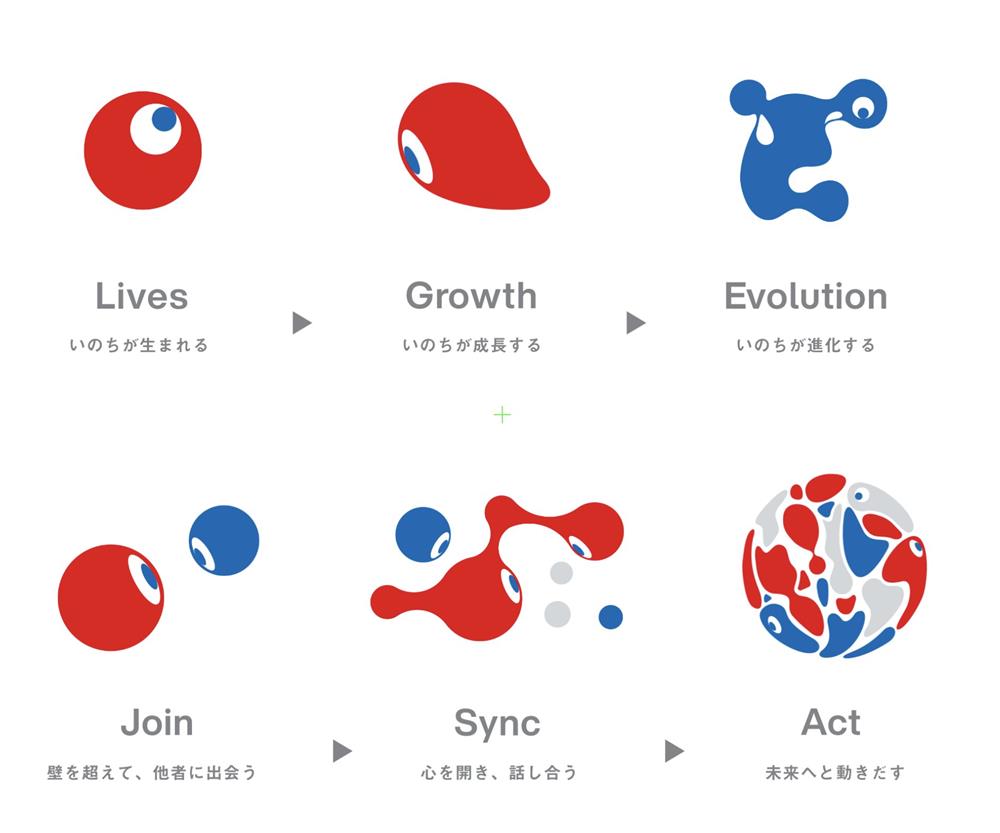 Lives
いのちが生まれる
Growth
いのちが成長する
Evolution
いのちが進化する
Join
壁を超えて、他者に出会う
Sync
心を開き、話し合う
Act
未来へと動きだす